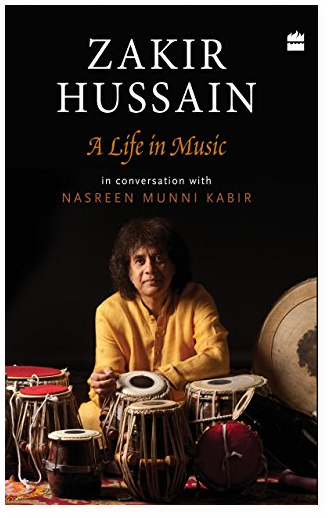 ZAKIR
HUSSAIN
A Life in Music
in conversation with
NASREEN MUNNI KABIR